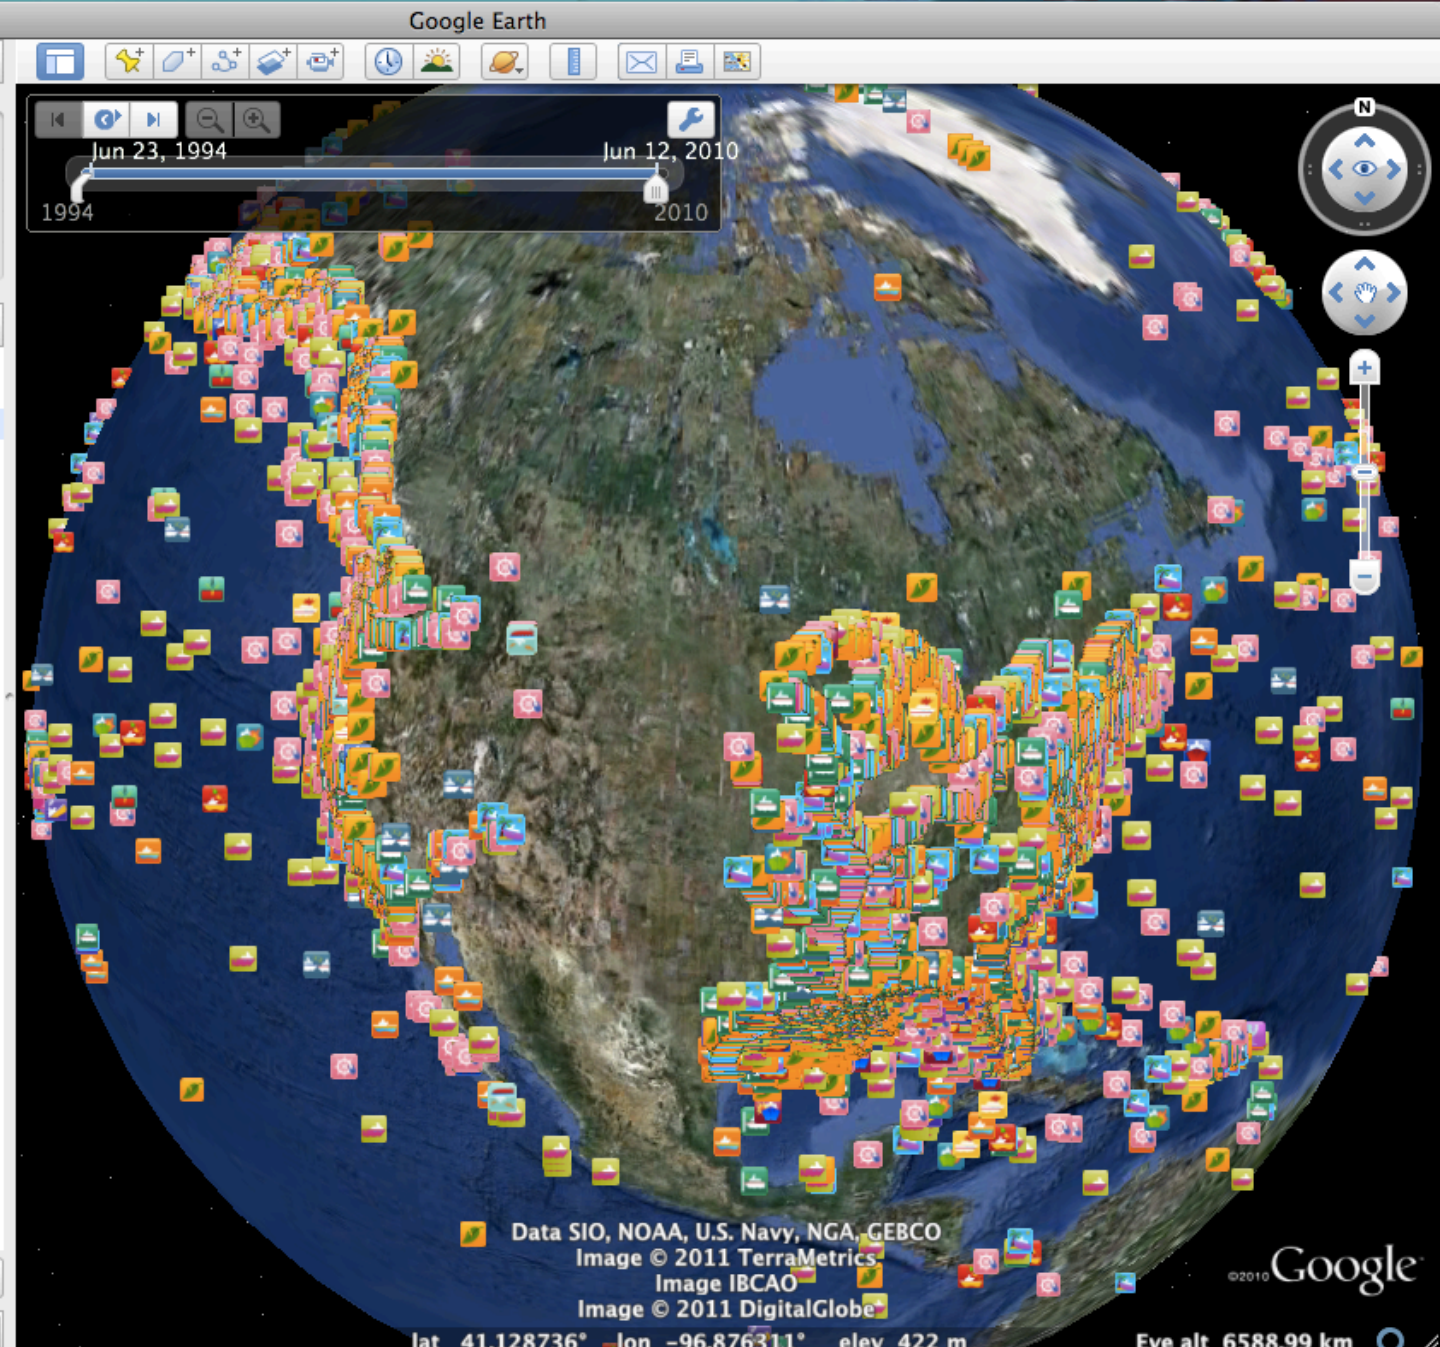 Google Earth
N
Jun 23, 1994
Jun 12, 2010
1994
2010
Data SIO, NOAA, U.S. Navy, NGA, GEBCO
Image © 2011 TerraMetrics
Image IBCAO
Image © 2011 DigitalGlobe
©2010 Google
lat 41.128736° lon -96.876311° elev 422 m
Eye alt 6588.99 km